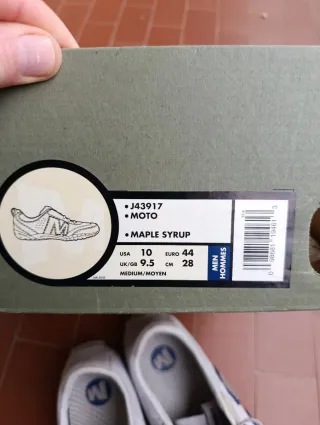 • J43917
• MOTO
• MAPLE SYRUP
USA 10 EURO 44
UK/GB 9.5 CM 28
MEDIUM/MOYEN
MEN
HOMMES